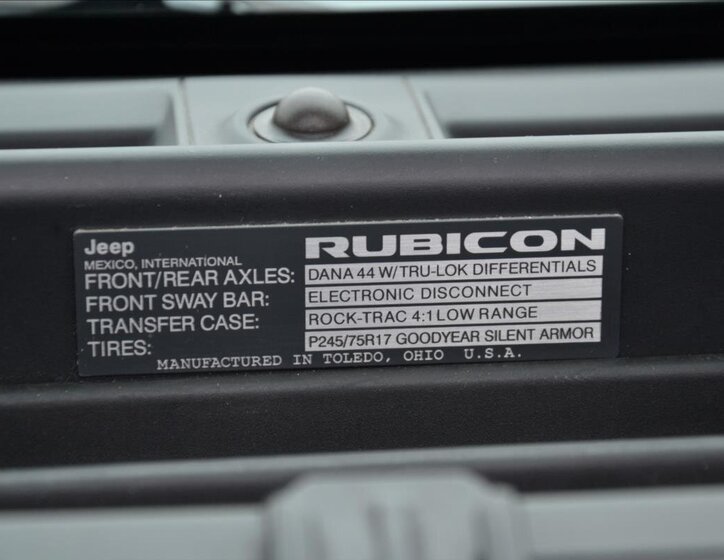 Jeep RUBICON
MEXICO, INTERNATIONAL
FRONT/REAR AXLES: DANA 44 W/TRU-LOK DIFFERENTIALS
FRONT SWAY BAR: ELECTRONIC DISCONNECT
TRANSFER CASE: ROCK-TRAC 4:1 LOW RANGE
TIRES: P245/75R17 GOODYEAR SILENT ARMOR
MANUFACTURED IN TOLEDO, OHIO U.S.A.